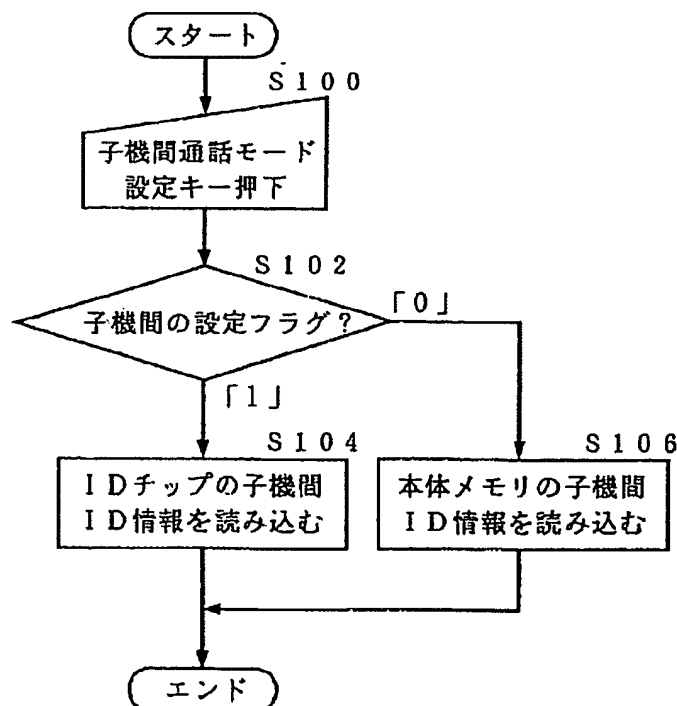 スタート
S100
子機間通話モード
設定キー押下
S102
子機間の設定フラグ?
「0」
「1」
S104
IDチップの子機間
ID情報を読み込む
S106
本体メモリの子機間
ID情報を読み込む
エンド